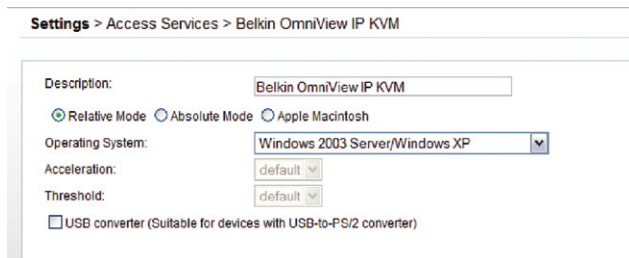 Settings > Access Services > Belkin OmniView IP KVM
Description: Belkin OmniView IP KVM
Relative Mode Absolute Mode Apple Macintosh
Operating System: Windows 2003 Server/Windows XP
Acceleration: default
Threshold: default
USB converter (Suitable for devices with USB-to-PS/2 converter)